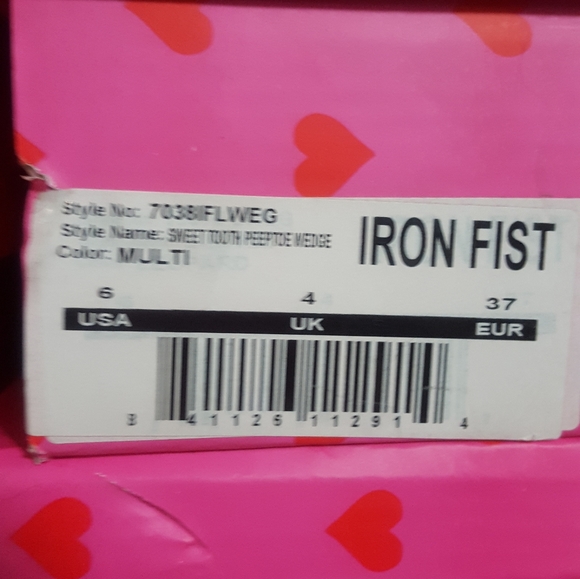 Style No: 7038IFLWEG
Style Name: SWEET TOOTH PEEPTOE WEDGE
Color: MULTI
IRON FIST
6 4 37
USA UK EUR
8 41126 11291 4